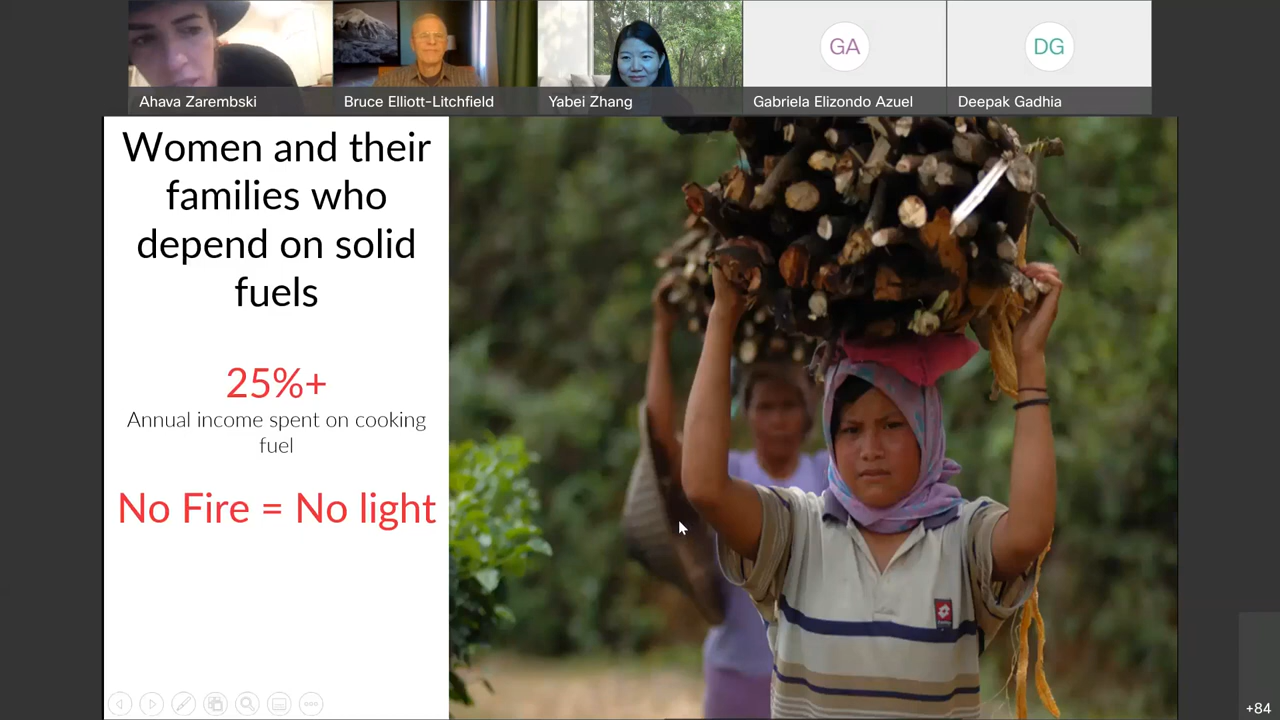 GA
DG
Ahava Zarembski
Bruce Elliott-Litchfield
Yabei Zhang
Gabriela Elizondo Azuel
Deepak Gadhia
Women and their
families who
depend on solid
fuels
25%+
Annual income spent on cooking
fuel
No Fire = No light
+84